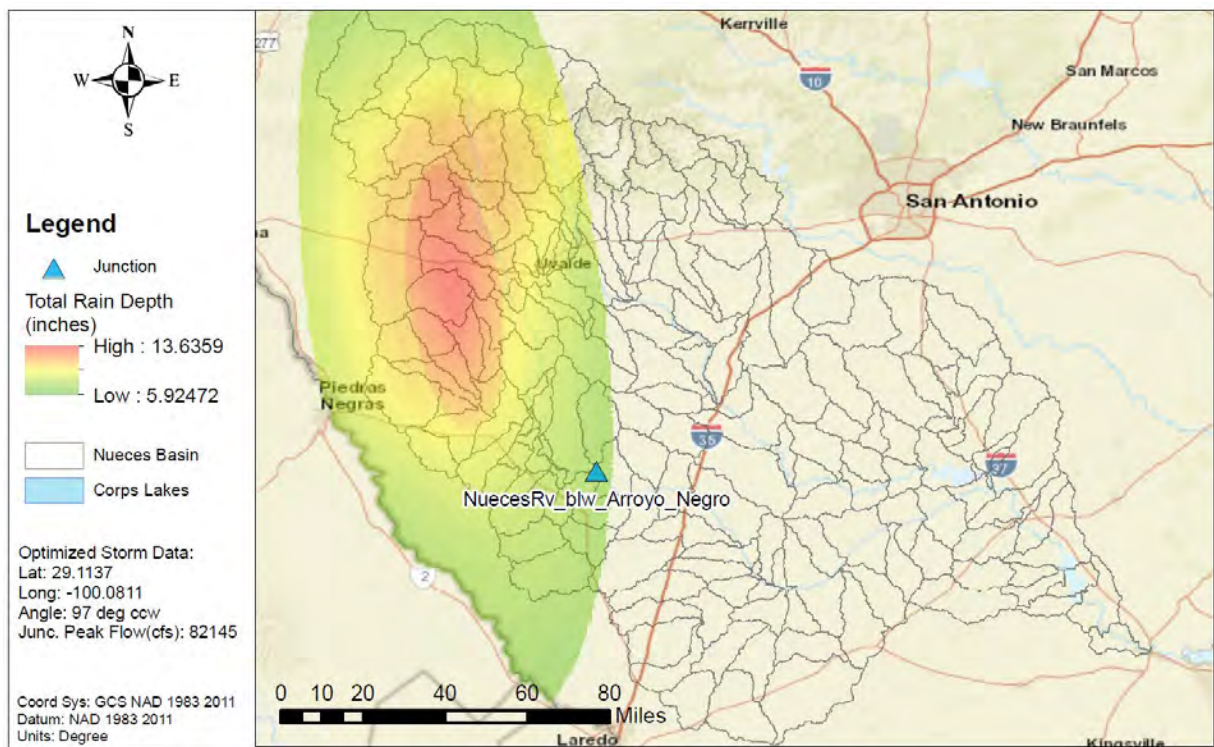 N
W
E
S
Legend
Junction
Total Rain Depth
(inches)
High : 13.6359
Low : 5.92472
Nueces Basin
Corps Lakes
Optimized Storm Data:
Lat: 29.1137
Long: -100.0811
Angle: 97 deg ccw
Junc. Peak Flow(cfs): 82145
Coord Sys: GCS NAD 1983 2011
Datum: NAD 1983 2011
Units: Degree
277
Kerrville
10
San Marcos
New Braunfels
San Antonio
na
Uvalde
Piedras
Negras
35
37
NuecesRv_blw_Arroyo_Negro
2
0 10 20 40 60 80
Miles
Laredo
Kingsville